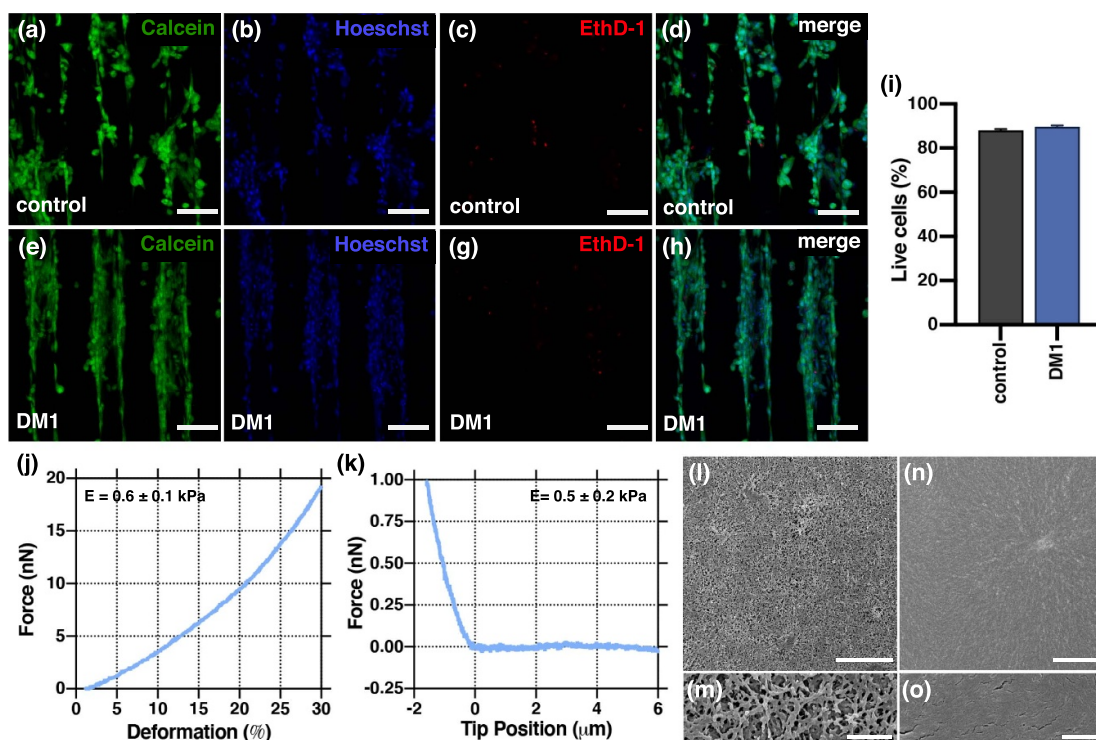 (a) Calcein
(b) Hoeschst
(c) EthD-1
(d) merge
control
control
control
(e) Calcein
Hoeschst
(g) EthD-1
(h) merge
DM1
DM1
DM1
DM1
(i)
100
80
60
40
20
0
Live cells (%)
control
DM1
(j)
E = 0.6 ± 0.1 kPa
20
15
10
5
0
Force (nN)
0 5 10 15 20 25 30
Deformation (%)
(k)
E= 0.5 ± 0.2 kPa
1.00
0.75
0.50
0.25
0.00
-0.25
Force (nN)
-2 0 2 4 6
Tip Position (μm)
(l)
(n)
(m)
(o)